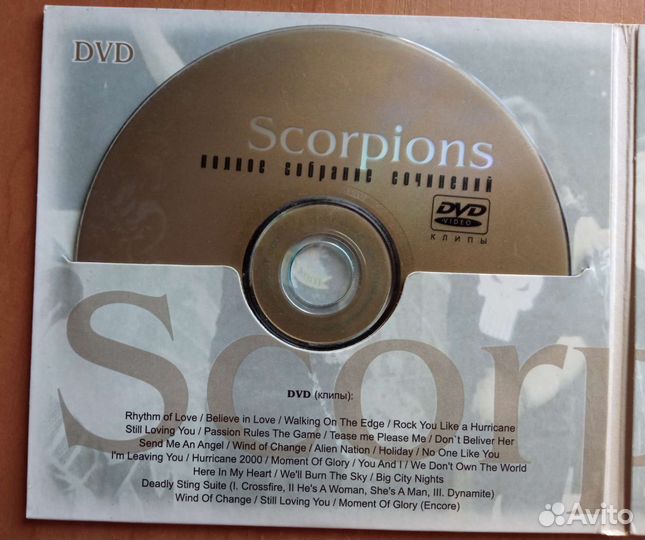 DVD
Scorpions
полное собрание сочинений
DVD
VIDEO
КЛИПЫ
Scorp
DVD (клипы):
Rhythm of Love / Believe in Love / Walking On The Edge / Rock You Like a Hurricane
Still Loving You / Passion Rules The Game / Tease me Please Me / Don`t Beliver Her
Send Me An Angel / Wind of Change / Alien Nation / Holiday / No One Like You
I'm Leaving You / Hurricane 2000 / Moment Of Glory / You And I / We Don't Own The World
Here In My Heart / We'll Burn The Sky / Big City Nights
Deadly Sting Suite (I. Crossfire, II He's A Woman, She's A Man, III. Dynamite)
Wind Of Change / Still Loving You / Moment Of Glory (Encore)
Avito